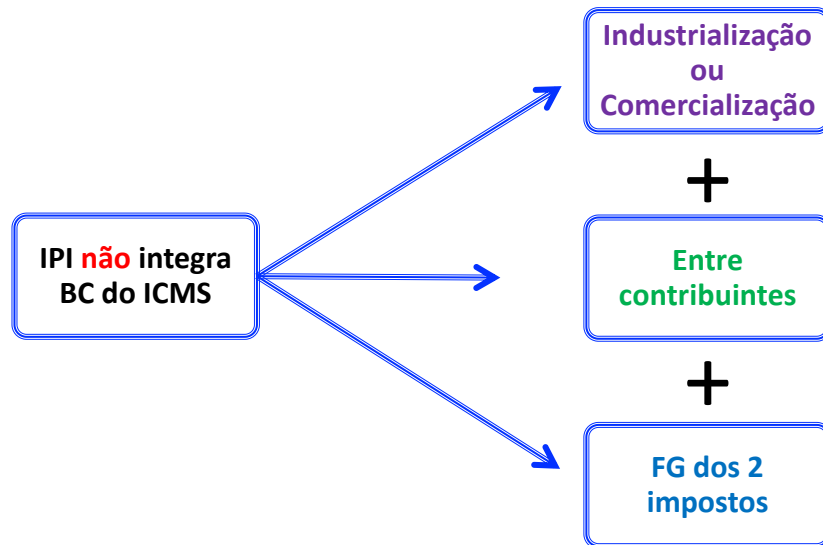 Industrialização
ou
Comercialização
+
IPI não integra
BC do ICMS
Entre
contribuintes
+
FG dos 2
impostos